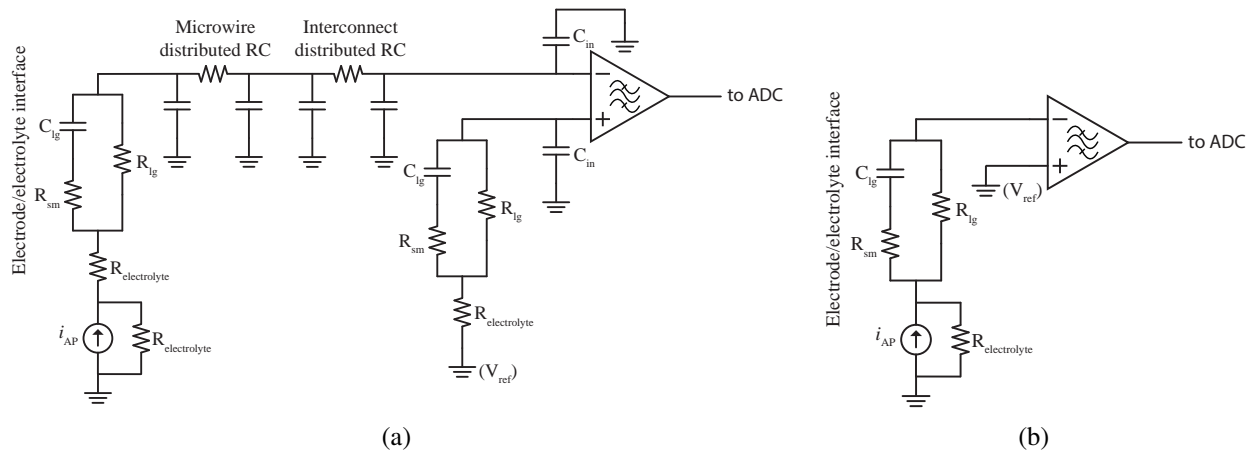 Microwire
distributed RC
Interconnect
distributed RC
Electrode/electrolyte interface
C_lg
R_lg
R_sm
R_electrolyte
i_AP
R_electrolyte
C_in
−
+
to ADC
C_in
C_lg
R_lg
R_sm
R_electrolyte
(V_ref)
(a)
Electrode/electrolyte interface
−
+
to ADC
(V_ref)
C_lg
R_lg
R_sm
i_AP
R_electrolyte
(b)